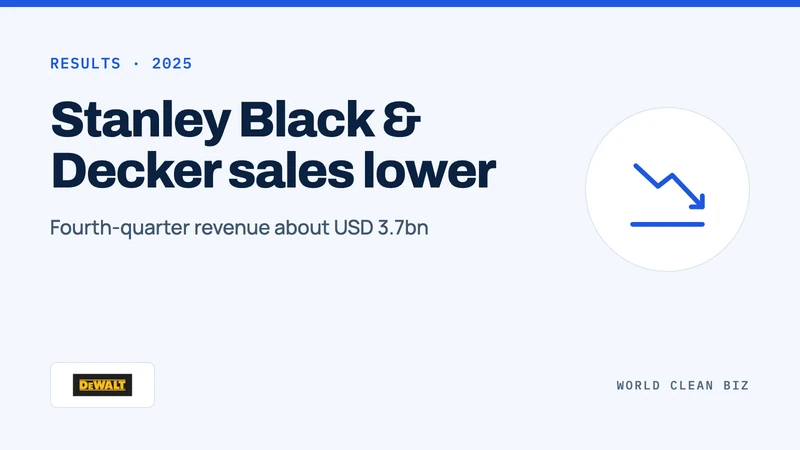 RESULTS · 2025
Stanley Black &
Decker sales lower
Fourth-quarter revenue about USD 3.7bn
DEWALT
WORLD CLEAN BIZ